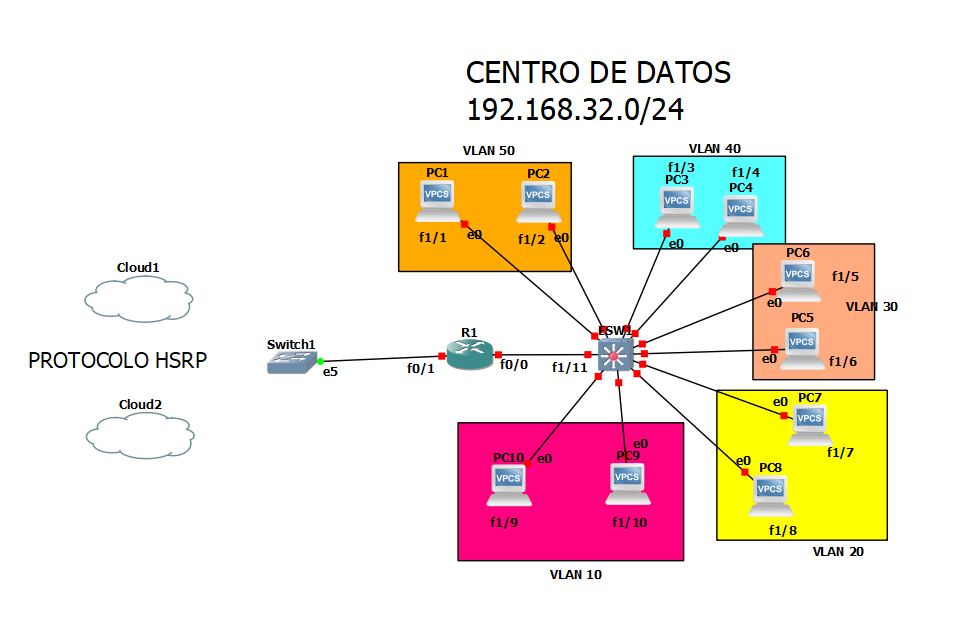 CENTRO DE DATOS
192.168.32.0/24
VLAN 50
PC1
VPCS
f1/1
e0
PC2
VPCS
f1/2
e0
VLAN 40
f1/3
PC3
VPCS
e0
f1/4
PC4
VPCS
e0
PC6
VPCS
f1/5
e0
VLAN 30
PC5
VPCS
e0
f1/6
Cloud1
PROTOCOLO HSRP
Cloud2
Switch1
e5
R1
f0/1
f0/0
ESW1
f1/11
PC7
VPCS
e0
f1/7
PC8
VPCS
e0
f1/8
VLAN 20
PC10
VPCS
e0
f1/9
PC9
VPCS
e0
f1/10
VLAN 10